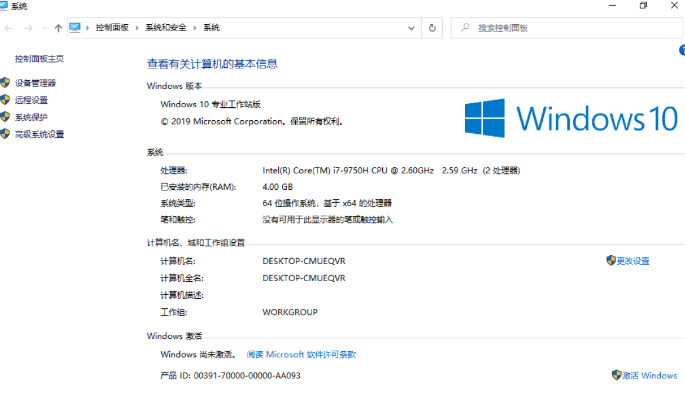 系统
控制面板 › 系统和安全 › 系统
搜索控制面板
控制面板主页
设备管理器
远程设置
系统保护
高级系统设置
查看有关计算机的基本信息
Windows 版本
Windows 10 专业工作站版
© 2019 Microsoft Corporation。保留所有权利。
Windows 10
系统
处理器: Intel(R) Core(TM) i7-9750H CPU @ 2.60GHz 2.59 GHz (2 处理器)
已安装的内存(RAM): 4.00 GB
系统类型: 64 位操作系统, 基于 x64 的处理器
笔和触控: 没有可用于此显示器的笔或触控输入
计算机名、域和工作组设置
计算机名: DESKTOP-CMUEQVR 更改设置
计算机全名: DESKTOP-CMUEQVR
计算机描述:
工作组: WORKGROUP
Windows 激活
Windows 尚未激活。 阅读 Microsoft 软件许可条款
产品 ID: 00391-70000-00000-AA093 激活 Windows